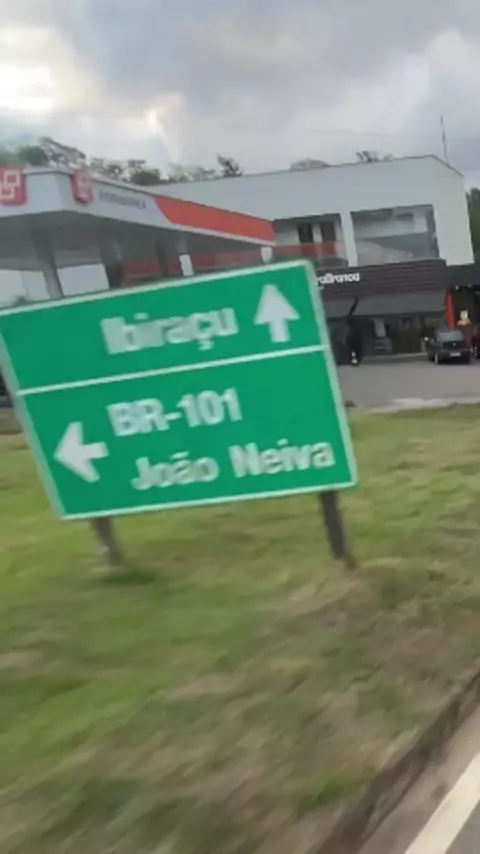 Ibiraçu
BR-101
João Neiva